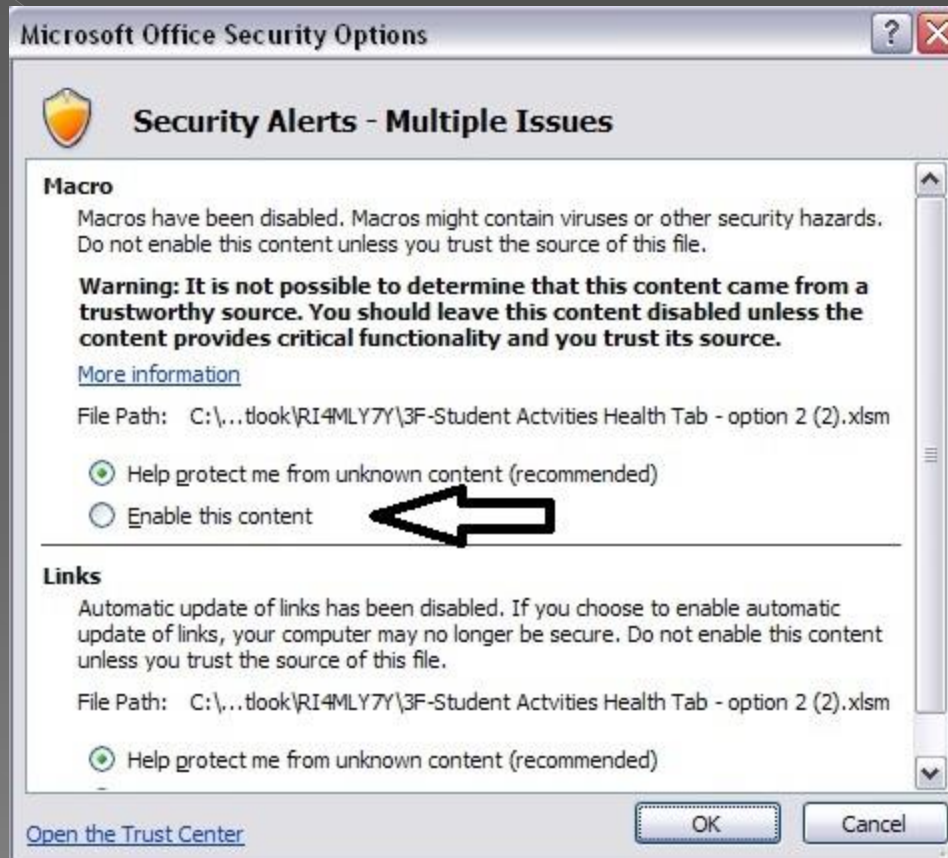 Microsoft Office Security Options
Security Alerts - Multiple Issues
Macro
Macros have been disabled. Macros might contain viruses or other security hazards.
Do not enable this content unless you trust the source of this file.
Warning: It is not possible to determine that this content came from a
trustworthy source. You should leave this content disabled unless the
content provides critical functionality and you trust its source.
More information
File Path: C:\...tlook\RI4MLY7Y\3F-Student Actvities Health Tab - option 2 (2).xlsm
Help protect me from unknown content (recommended)
Enable this content
Links
Automatic update of links has been disabled. If you choose to enable automatic
update of links, your computer may no longer be secure. Do not enable this content
unless you trust the source of this file.
File Path: C:\...tlook\RI4MLY7Y\3F-Student Actvities Health Tab - option 2 (2).xlsm
Help protect me from unknown content (recommended)
Open the Trust Center
OK
Cancel